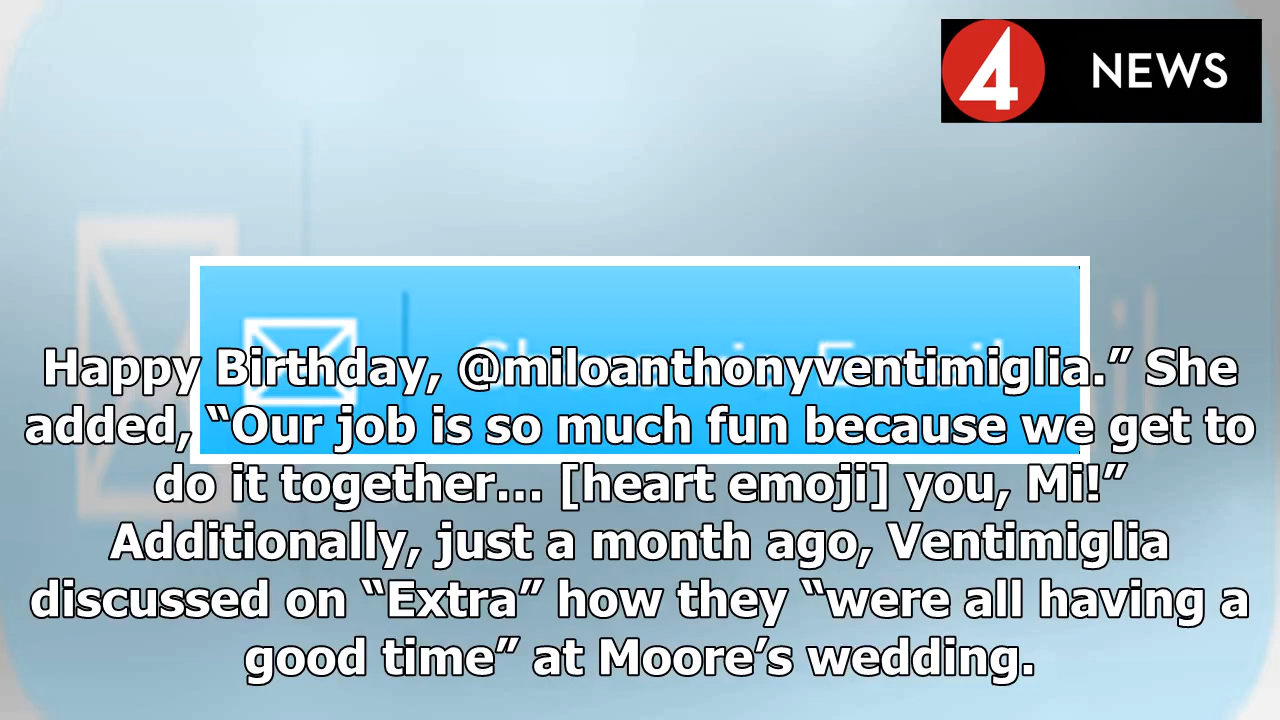 4 NEWS
Happy Birthday, @miloanthonyventimiglia.” She
added, “Our job is so much fun because we get to
do it together... [heart emoji] you, Mi!”
Additionally, just a month ago, Ventimiglia
discussed on “Extra” how they “were all having a
good time” at Moore’s wedding.